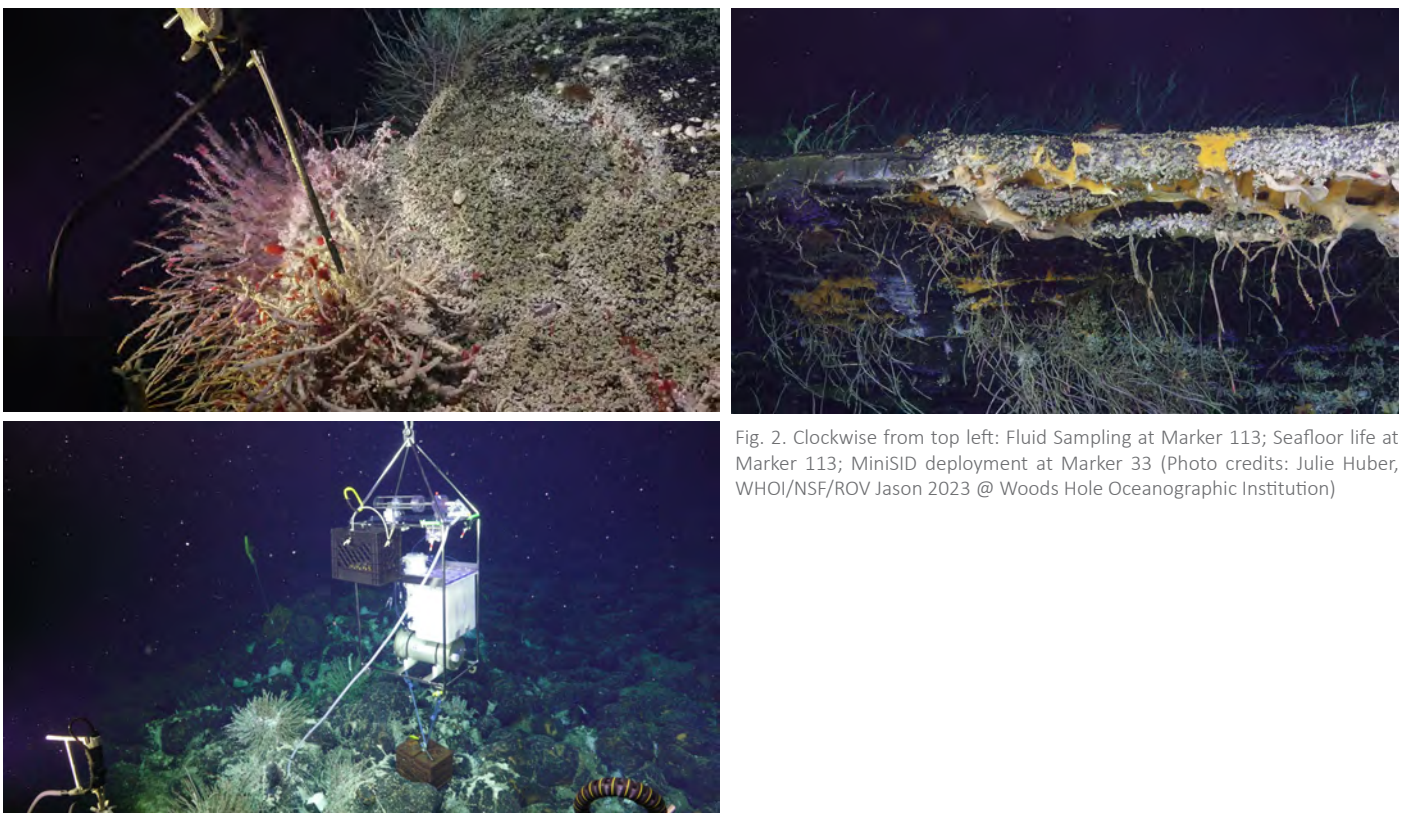 Fig. 2. Clockwise from top left: Fluid Sampling at Marker 113; Seafloor life at
Marker 113; MiniSID deployment at Marker 33 (Photo credits: Julie Huber,
WHOI/NSF/ROV Jason 2023 @ Woods Hole Oceanographic Institution)